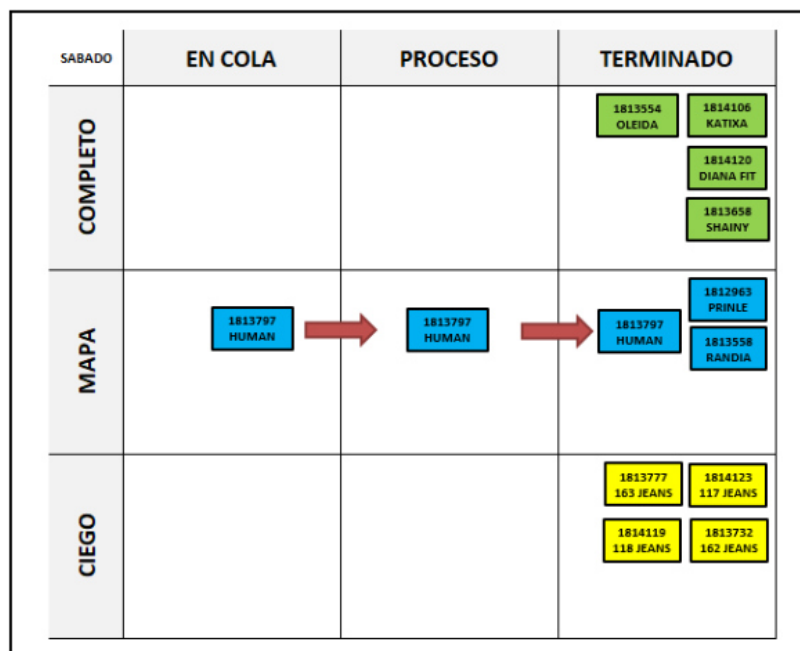 SABADO
EN COLA
PROCESO
TERMINADO
COMPLETO
1813554
OLEIDA
1814106
KATIXA
1814120
DIANA FIT
1813658
SHAINY
MAPA
1813797
HUMAN
1813797
HUMAN
1813797
HUMAN
1812963
PRINLE
1813558
RANDIA
CIEGO
1813777
163 JEANS
1814123
117 JEANS
1814119
118 JEANS
1813732
162 JEANS